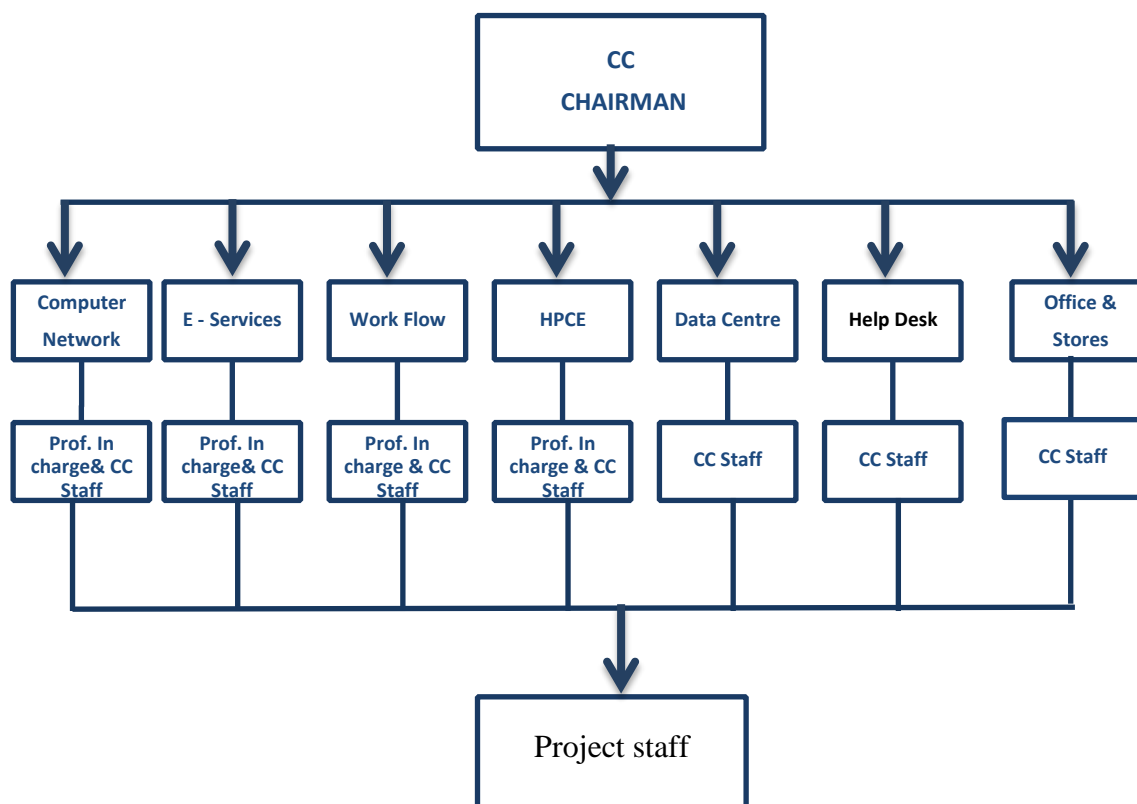 CC
CHAIRMAN
Computer
Network
E - Services
Work Flow
HPCE
Data Centre
Help Desk
Office &
Stores
Prof. In
charge& CC
Staff
Prof. In
charge& CC
Staff
Prof. In
charge & CC
Staff
Prof. In
charge & CC
Staff
CC Staff
CC Staff
CC Staff
Project staff